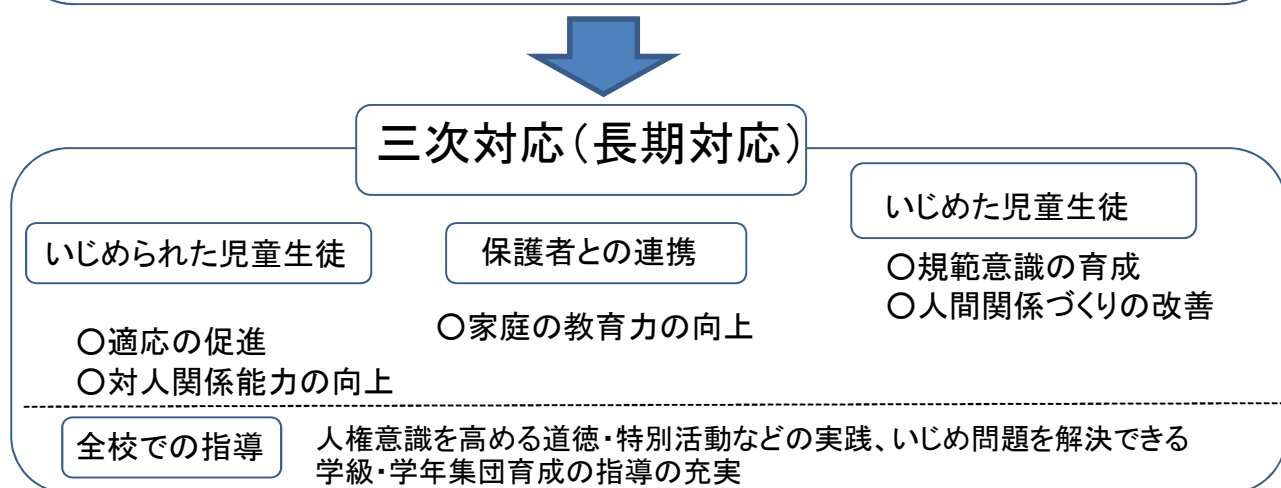 三次対応(長期対応)
いじめられた児童生徒
〇適応の促進
〇対人関係能力の向上
保護者との連携
〇家庭の教育力の向上
いじめた児童生徒
〇規範意識の育成
〇人間関係づくりの改善
全校での指導
人権意識を高める道徳・特別活動などの実践、いじめ問題を解決できる
学級・学年集団育成の指導の充実